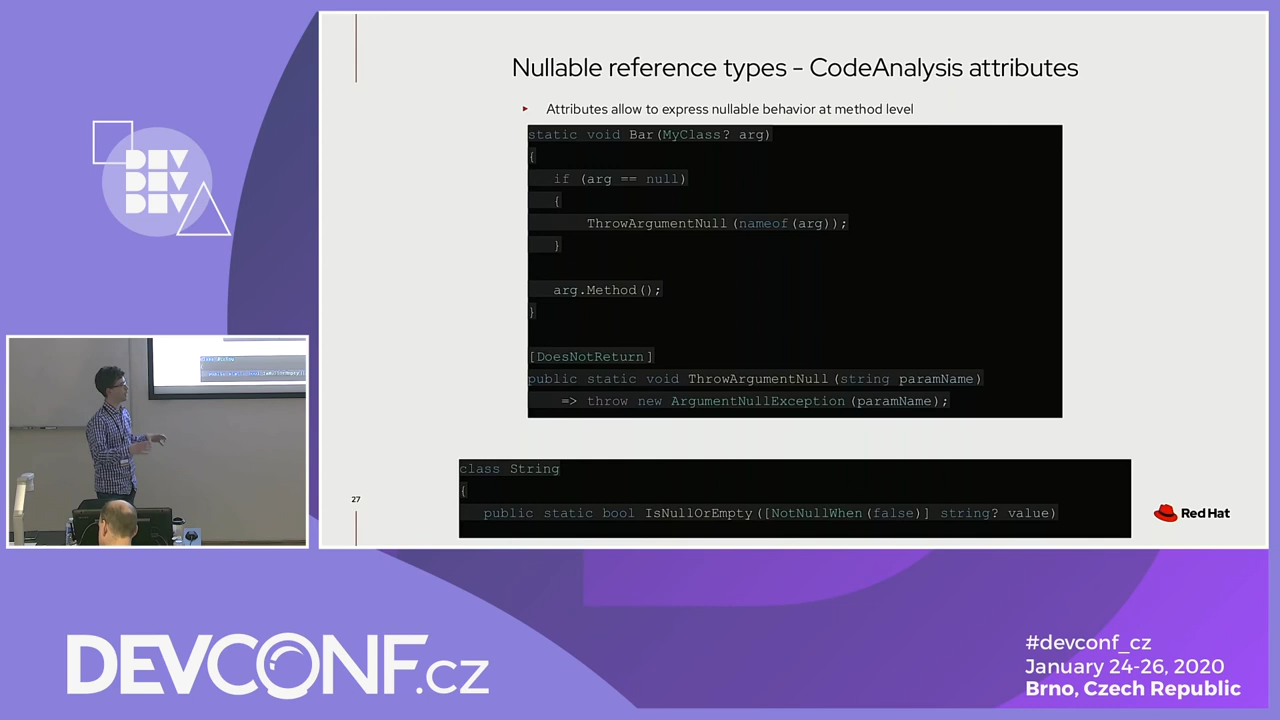 DEV
DEV
DEV
Nullable reference types - CodeAnalysis attributes
Attributes allow to express nullable behavior at method level
static void Bar(MyClass? arg)
{
if (arg == null)
{
ThrowArgumentNull(nameof(arg));
}
arg.Method();
}
[DoesNotReturn]
public static void ThrowArgumentNull(string paramName)
=> throw new ArgumentNullException(paramName);
class String
{
public static bool IsNullOrEmpty([NotNullWhen(false)] string? value)
27
Red Hat
DEVCONF.cz
#devconf_cz
January 24-26, 2020
Brno, Czech Republic